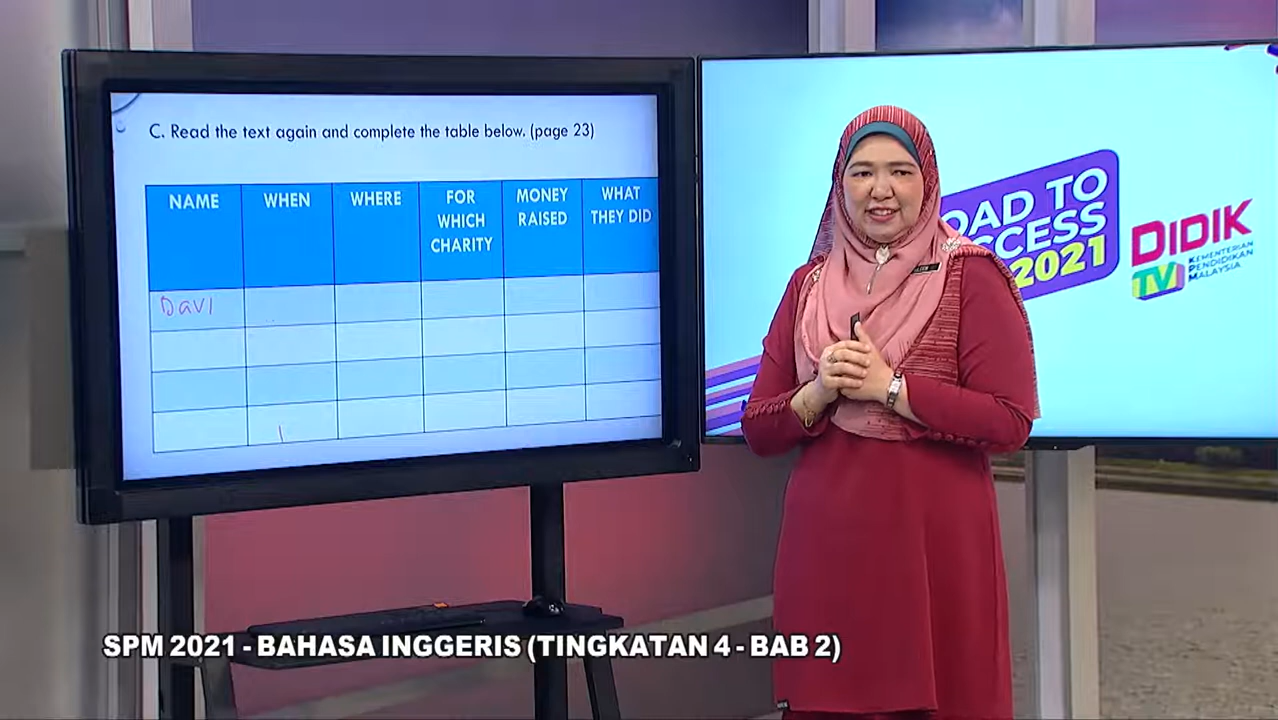 C. Read the text again and complete the table below. (page 23)
NAME
WHEN
WHERE
FOR WHICH CHARITY
MONEY RAISED
WHAT THEY DID
Davi
OAD TO
CCESS
2021
DIDIK
TV
KEMENTERIAN
PENDIDIKAN
MALAYSIA
SPM 2021 - BAHASA INGGERIS (TINGKATAN 4 - BAB 2)